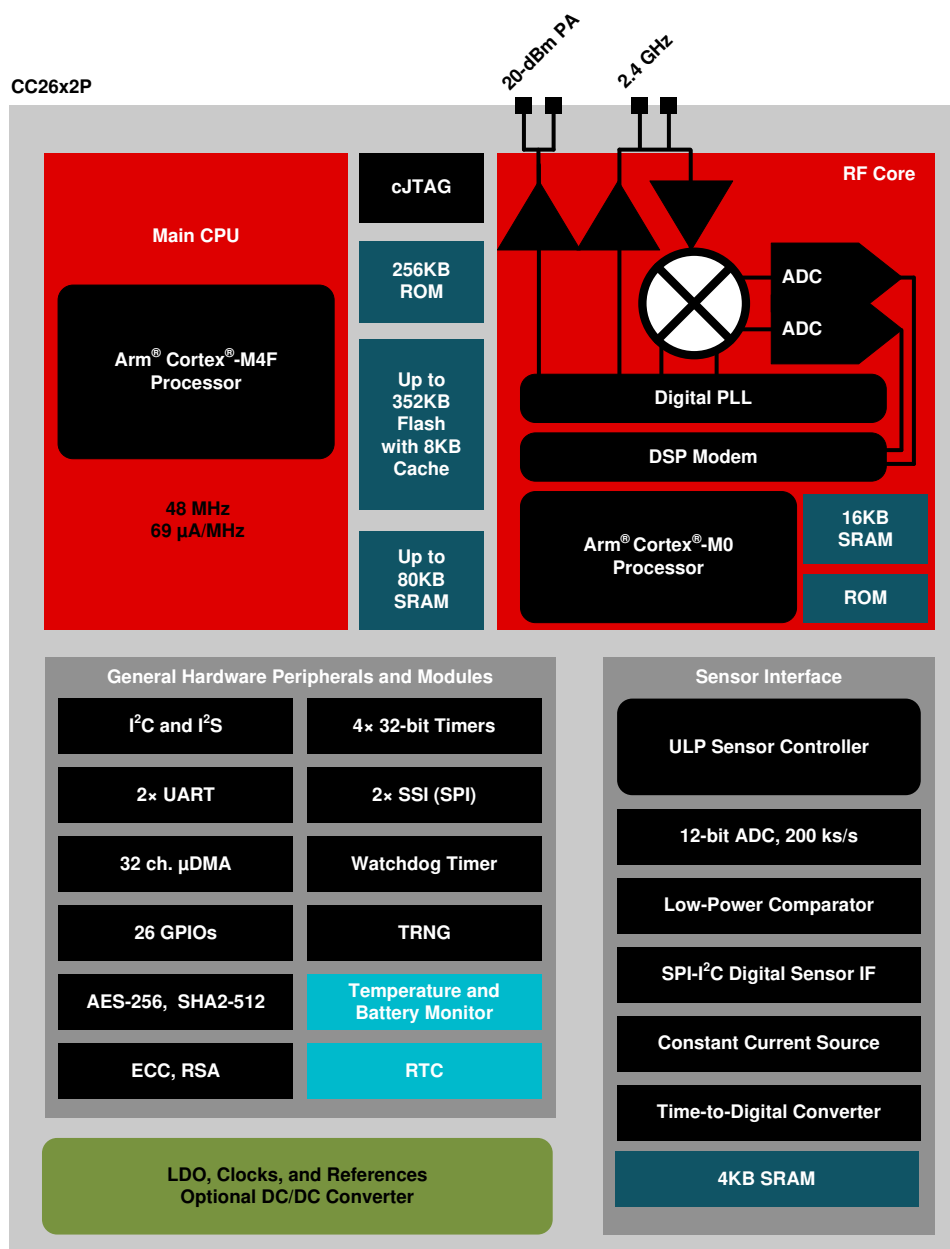 20-dBm PA
2.4 GHz
CC26x2P
Main CPU
Arm® Cortex®-M4F
Processor
48 MHz
69 µA/MHz
cJTAG
256KB
ROM
Up to
352KB
Flash
with 8KB
Cache
Up to
80KB
SRAM
RF Core
ADC
ADC
Digital PLL
DSP Modem
Arm® Cortex®-M0
Processor
16KB
SRAM
ROM
General Hardware Peripherals and Modules
I²C and I²S
4× 32-bit Timers
2× UART
2× SSI (SPI)
32 ch. µDMA
Watchdog Timer
26 GPIOs
TRNG
AES-256, SHA2-512
Temperature and
Battery Monitor
ECC, RSA
RTC
LDO, Clocks, and References
Optional DC/DC Converter
Sensor Interface
ULP Sensor Controller
12-bit ADC, 200 ks/s
Low-Power Comparator
SPI-I²C Digital Sensor IF
Constant Current Source
Time-to-Digital Converter
4KB SRAM